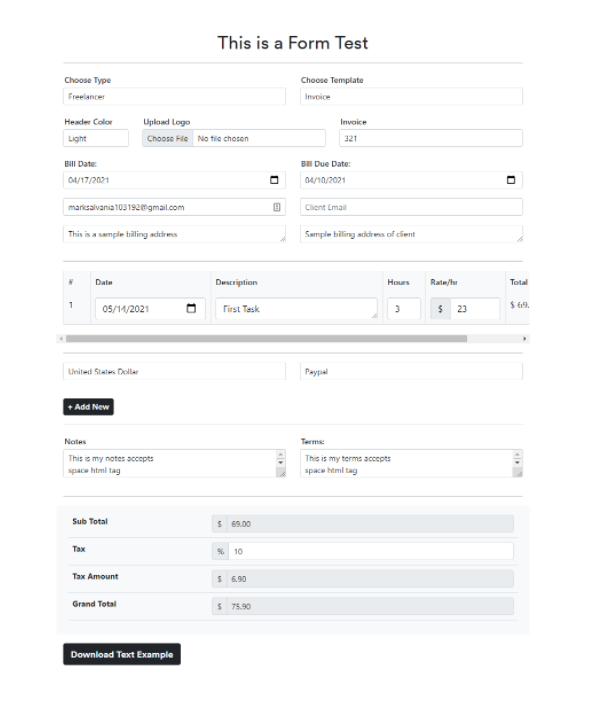 This is a Form Test
Choose Type Choose Template
Freelancer Invoice
Header Color Upload Logo Invoice
Light Choose File No file chosen 321
Bill Date: Bill Due Date:
04/17/2021 04/10/2021
marksalvania103192@gmail.com Client Email
This is a sample billing address Sample billing address of client
# Date Description Hours Rate/hr Total
1 05/14/2021 First Task 3 $ 23 $ 69.
United States Dollar Paypal
+ Add New
Notes Terms:
This is my notes accepts This is my terms accepts
space html tag space html tag
Sub Total $ 69.00
Tax % 10
Tax Amount $ 6.90
Grand Total $ 75.90
Download Text Example